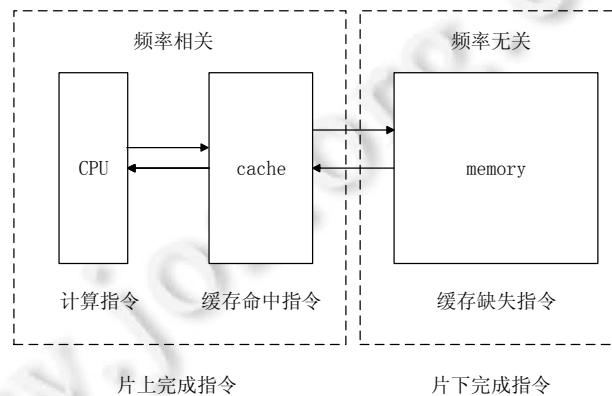 频率相关
频率无关
CPU
cache
memory
计算指令
缓存命中指令
缓存缺失指令
片上完成指令
片下完成指令